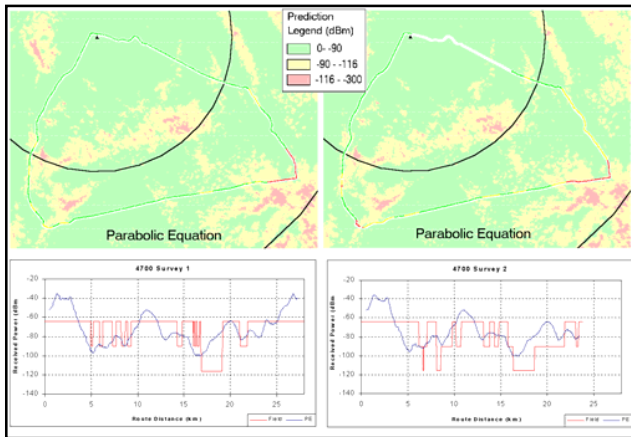 Prediction
Legend (dBm)
0- -90
-90 - -116
-116 - -300
Parabolic Equation
Parabolic Equation
4700 Survey 1
Received Power (dBm
-20
-40
-60
-80
-100
-120
-140
0
5
10
15
20
25
Route Distance (km)
Field
PE
4700 Survey 2
Received Power (dBm
-20
-40
-60
-80
-100
-120
-140
0
5
10
15
20
25
Route Distance (km)
Field
PE